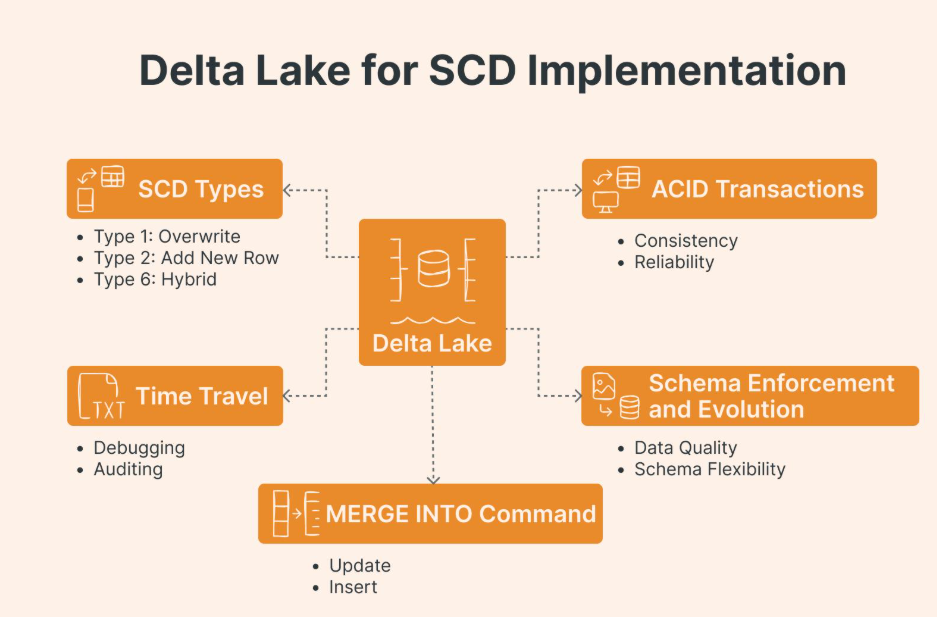 Delta Lake for SCD Implementation
SCD Types
• Type 1: Overwrite
• Type 2: Add New Row
• Type 6: Hybrid
ACID Transactions
• Consistency
• Reliability
Delta Lake
TXT
Time Travel
• Debugging
• Auditing
Schema Enforcement
and Evolution
• Data Quality
• Schema Flexibility
MERGE INTO Command
• Update
• Insert